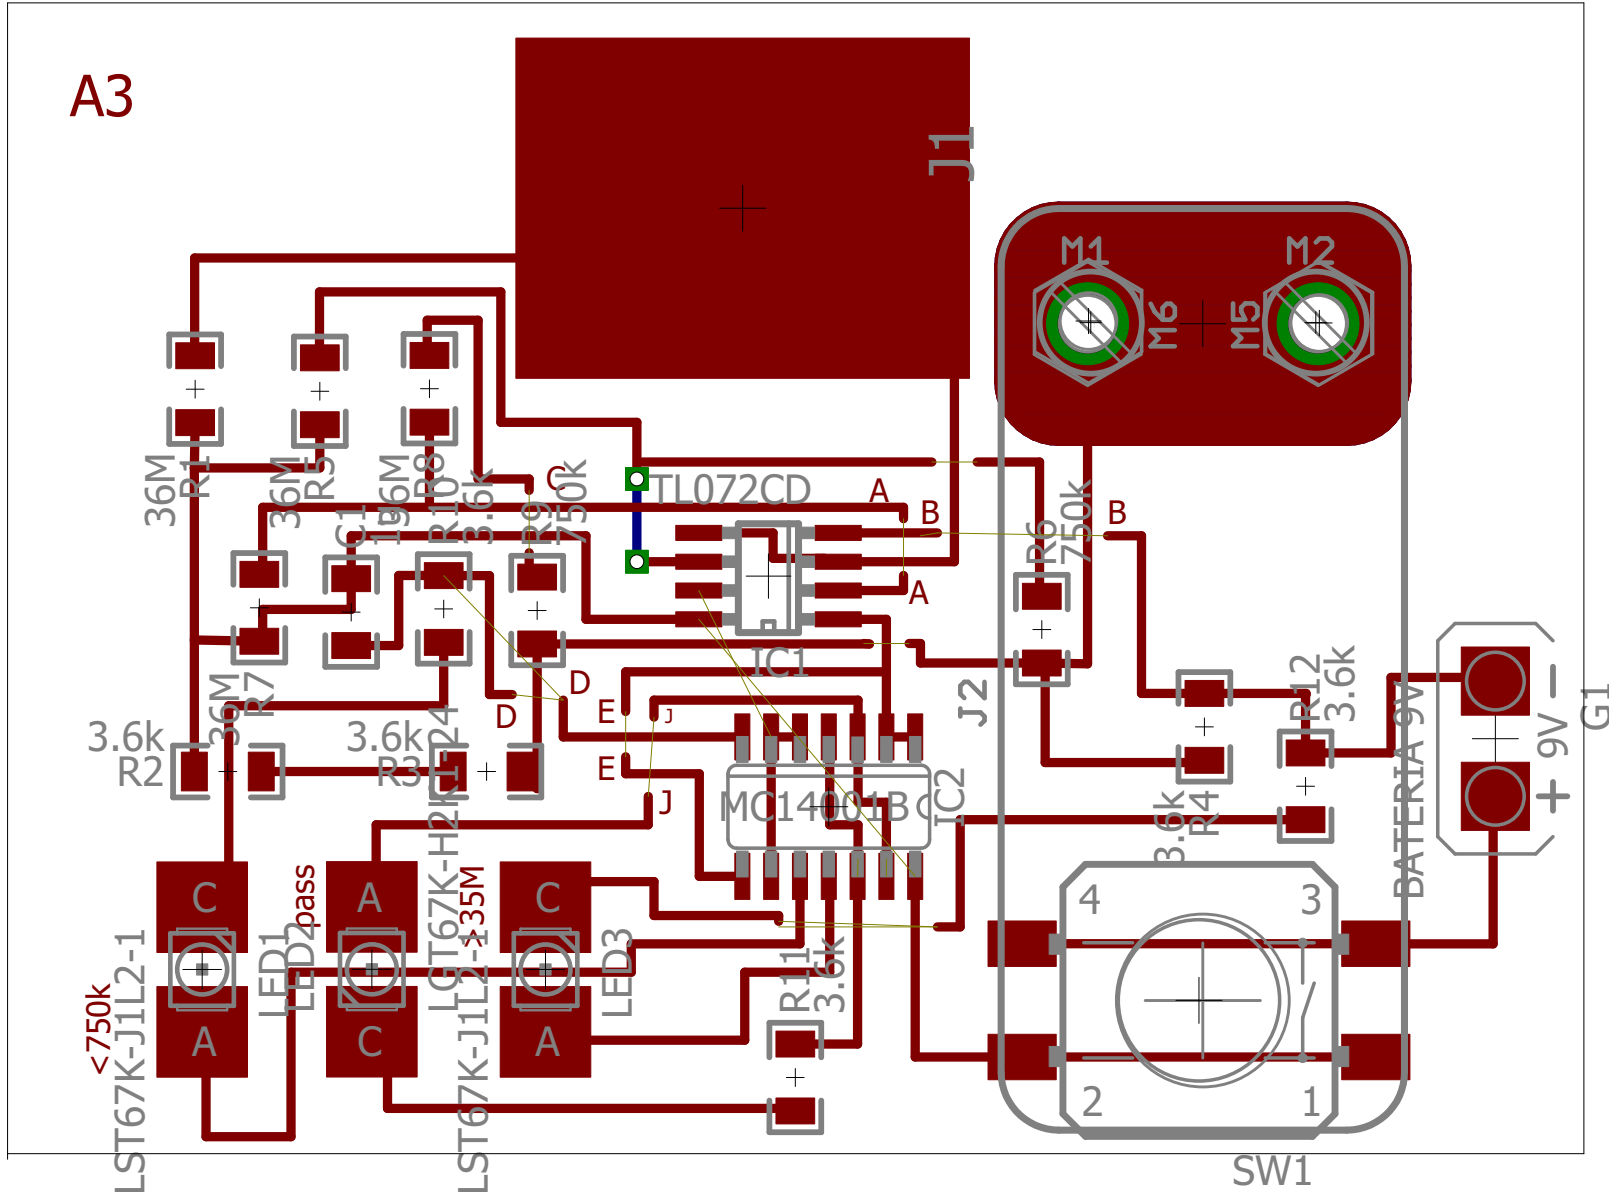 A3
J1
M1
M2
M6
M5
36M
R1
36M
R5
36M
R8
C1
R10
3.6k
C
R9
750k
TL072CD
A
B
B
R6
750k
A
IC1
36M
R7
D
D
E
J
E
J
J2
3.6k
R2
3.6k
R3
MC14001B
IC2
R12
3.6k
3.6k
R4
BATERIA 9V
9V
-
+
G1
C
A
C
A
C
A
pass
>35M
<750k
LED1
LED2
LED3
LST67K-J1L2-1
LGT67K-H2K1-24
LST67K-J1L2-1
R11
3.6k
4
3
2
1
SW1